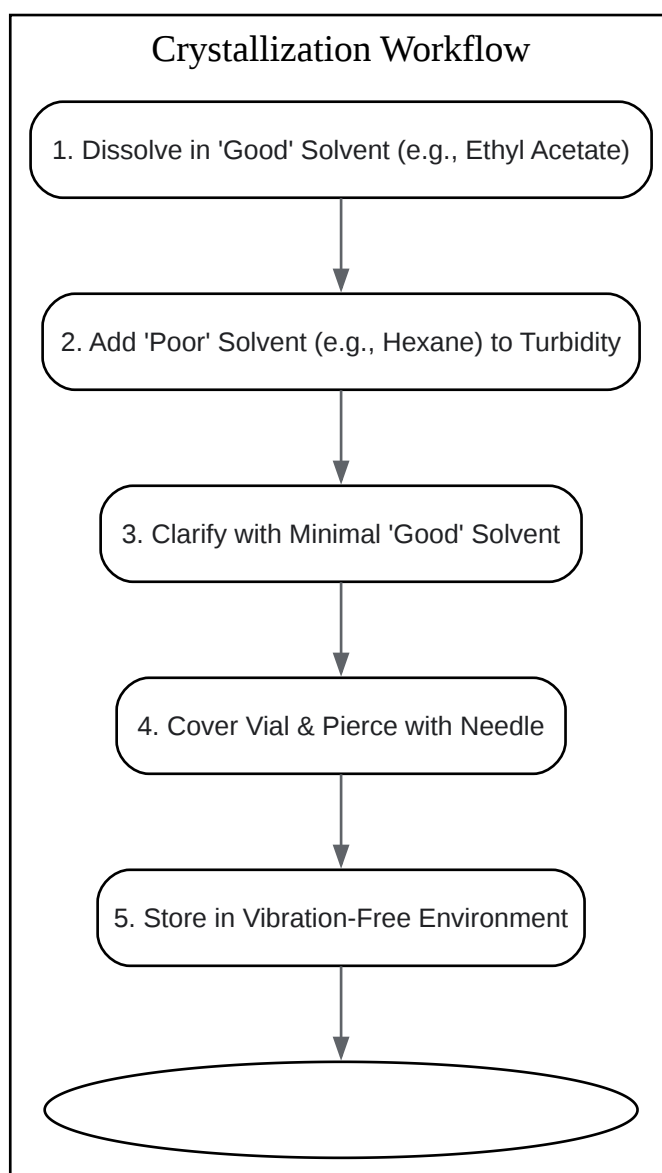 Crystallization Workflow
1. Dissolve in 'Good' Solvent (e.g., Ethyl Acetate)
2. Add 'Poor' Solvent (e.g., Hexane) to Turbidity
3. Clarify with Minimal 'Good' Solvent
4. Cover Vial & Pierce with Needle
5. Store in Vibration-Free Environment